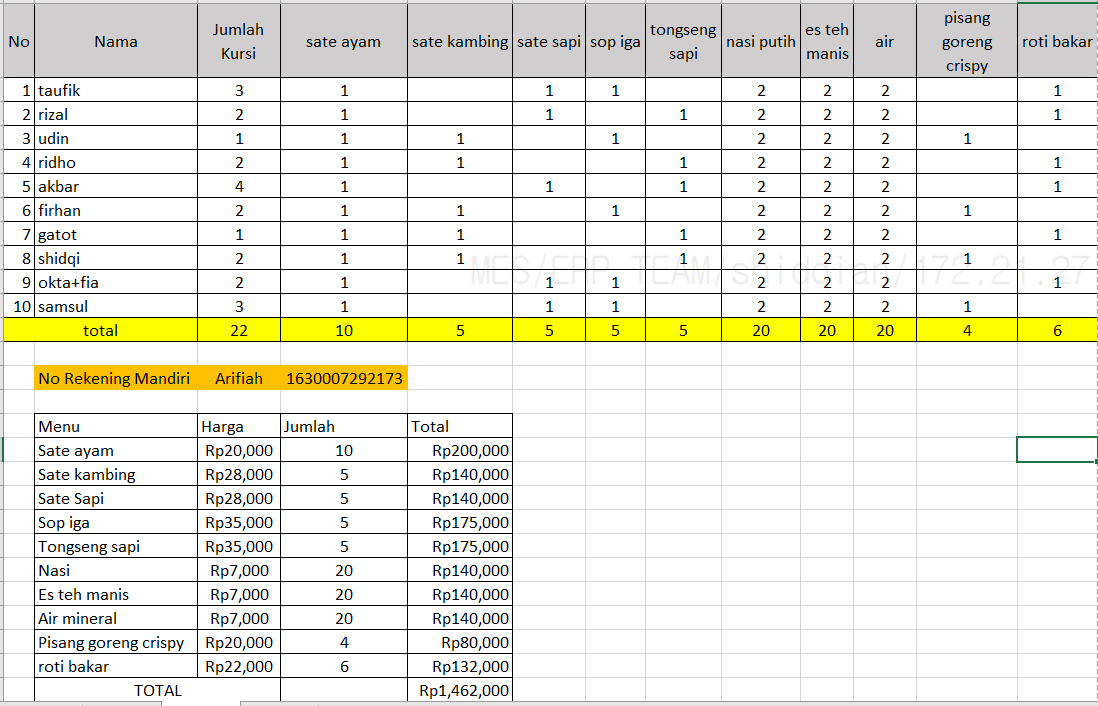 No Nama Jumlah Kursi sate ayam sate kambing sate sapi sop iga tongseng sapi nasi putih es teh manis air pisang goreng crispy roti bakar
1 taufik 3 1 1 1 2 2 2 1
2 rizal 2 1 1 1 2 2 2 1
3 udin 1 1 1 1 2 2 2 1
4 ridho 2 1 1 1 2 2 2 1
5 akbar 4 1 1 1 2 2 2 1
6 firhan 2 1 1 1 2 2 2 1
7 gatot 1 1 1 1 2 2 2 1
8 shidqi 2 1 1 1 2 2 2 1
MES/ERP TEAM/shiddian/172.21.27
9 okta+fia 2 1 1 1 2 2 2 1
10 samsul 3 1 1 1 2 2 2 1
total 22 10 5 5 5 5 20 20 20 4 6
No Rekening Mandiri Arifiah 1630007292173
Menu Harga Jumlah Total
Sate ayam Rp20,000 10 Rp200,000
Sate kambing Rp28,000 5 Rp140,000
Sate Sapi Rp28,000 5 Rp140,000
Sop iga Rp35,000 5 Rp175,000
Tongseng sapi Rp35,000 5 Rp175,000
Nasi Rp7,000 20 Rp140,000
Es teh manis Rp7,000 20 Rp140,000
Air mineral Rp7,000 20 Rp140,000
Pisang goreng crispy Rp20,000 4 Rp80,000
roti bakar Rp22,000 6 Rp132,000
TOTAL Rp1,462,000